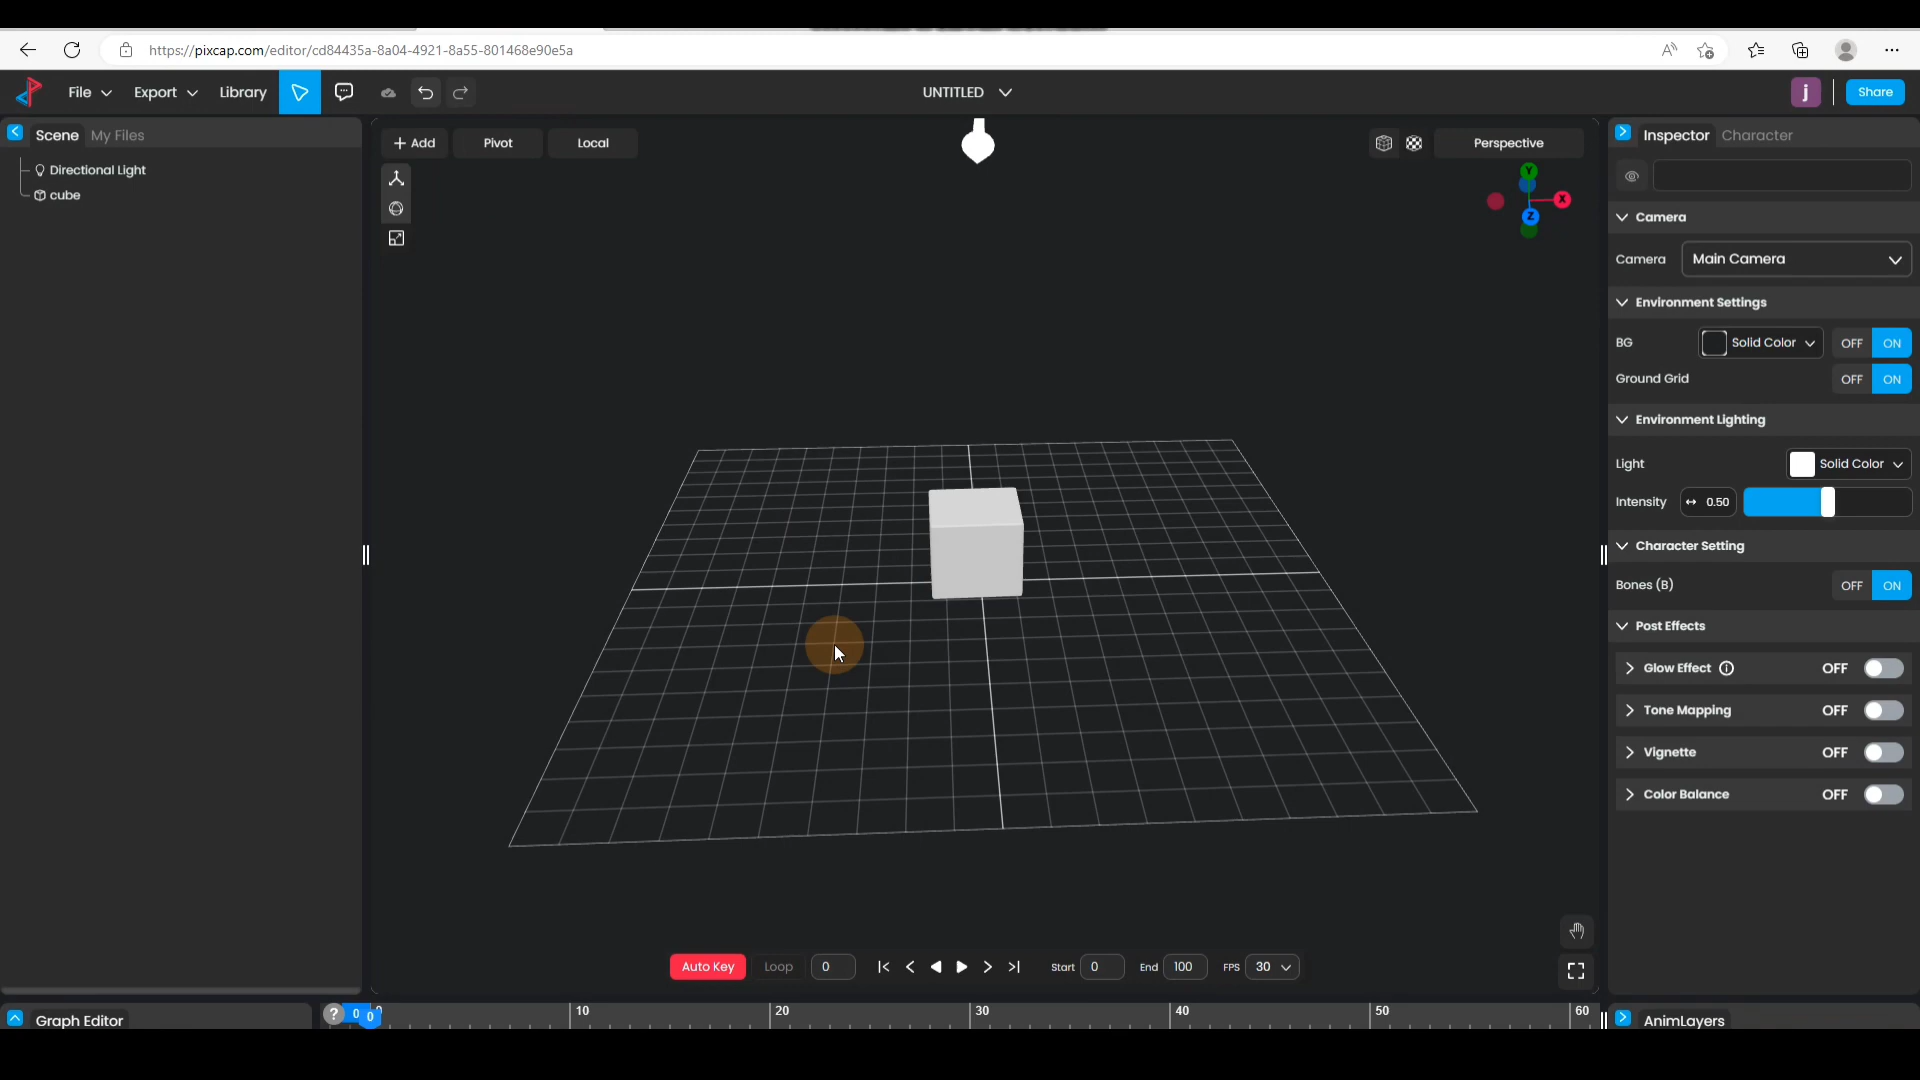 https://pixcap.com/editor/cd84435a-8a04-4921-8a55-801468e90e5a
File Export Library UNTITLED j Share
Scene My Files
Directional Light
cube
+ Add Pivot Local Perspective
Y
X
Z
Inspector Character
Camera
Camera Main Camera
Environment Settings
BG Solid Color OFF ON
Ground Grid OFF ON
Environment Lighting
Light Solid Color
Intensity 0.50
Character Setting
Bones (B) OFF ON
Post Effects
Glow Effect OFF
Tone Mapping OFF
Vignette OFF
Color Balance OFF
Auto Key Loop 0 Start 0 End 100 FPS 30
Graph Editor ? 0 0 10 20 30 40 50 60 AnimLayers